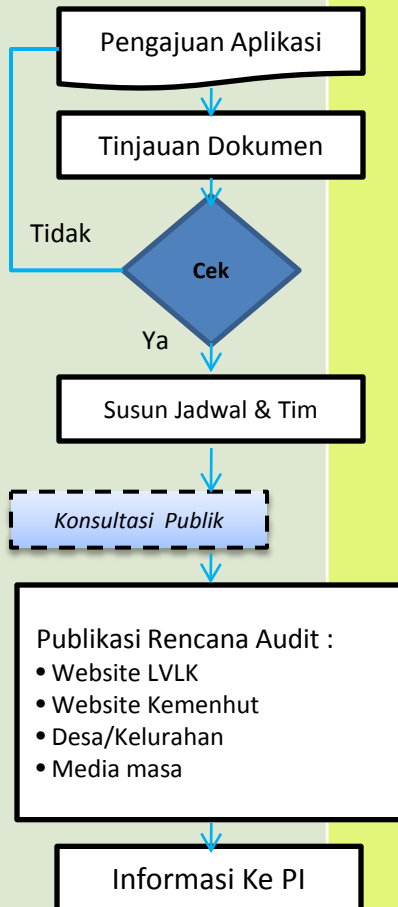 Pengajuan Aplikasi
Tinjauan Dokumen
Tidak
Cek
Ya
Susun Jadwal & Tim
Konsultasi Publik
Publikasi Rencana Audit :
• Website LVLK
• Website Kemenhut
• Desa/Kelurahan
• Media masa
Informasi Ke PI